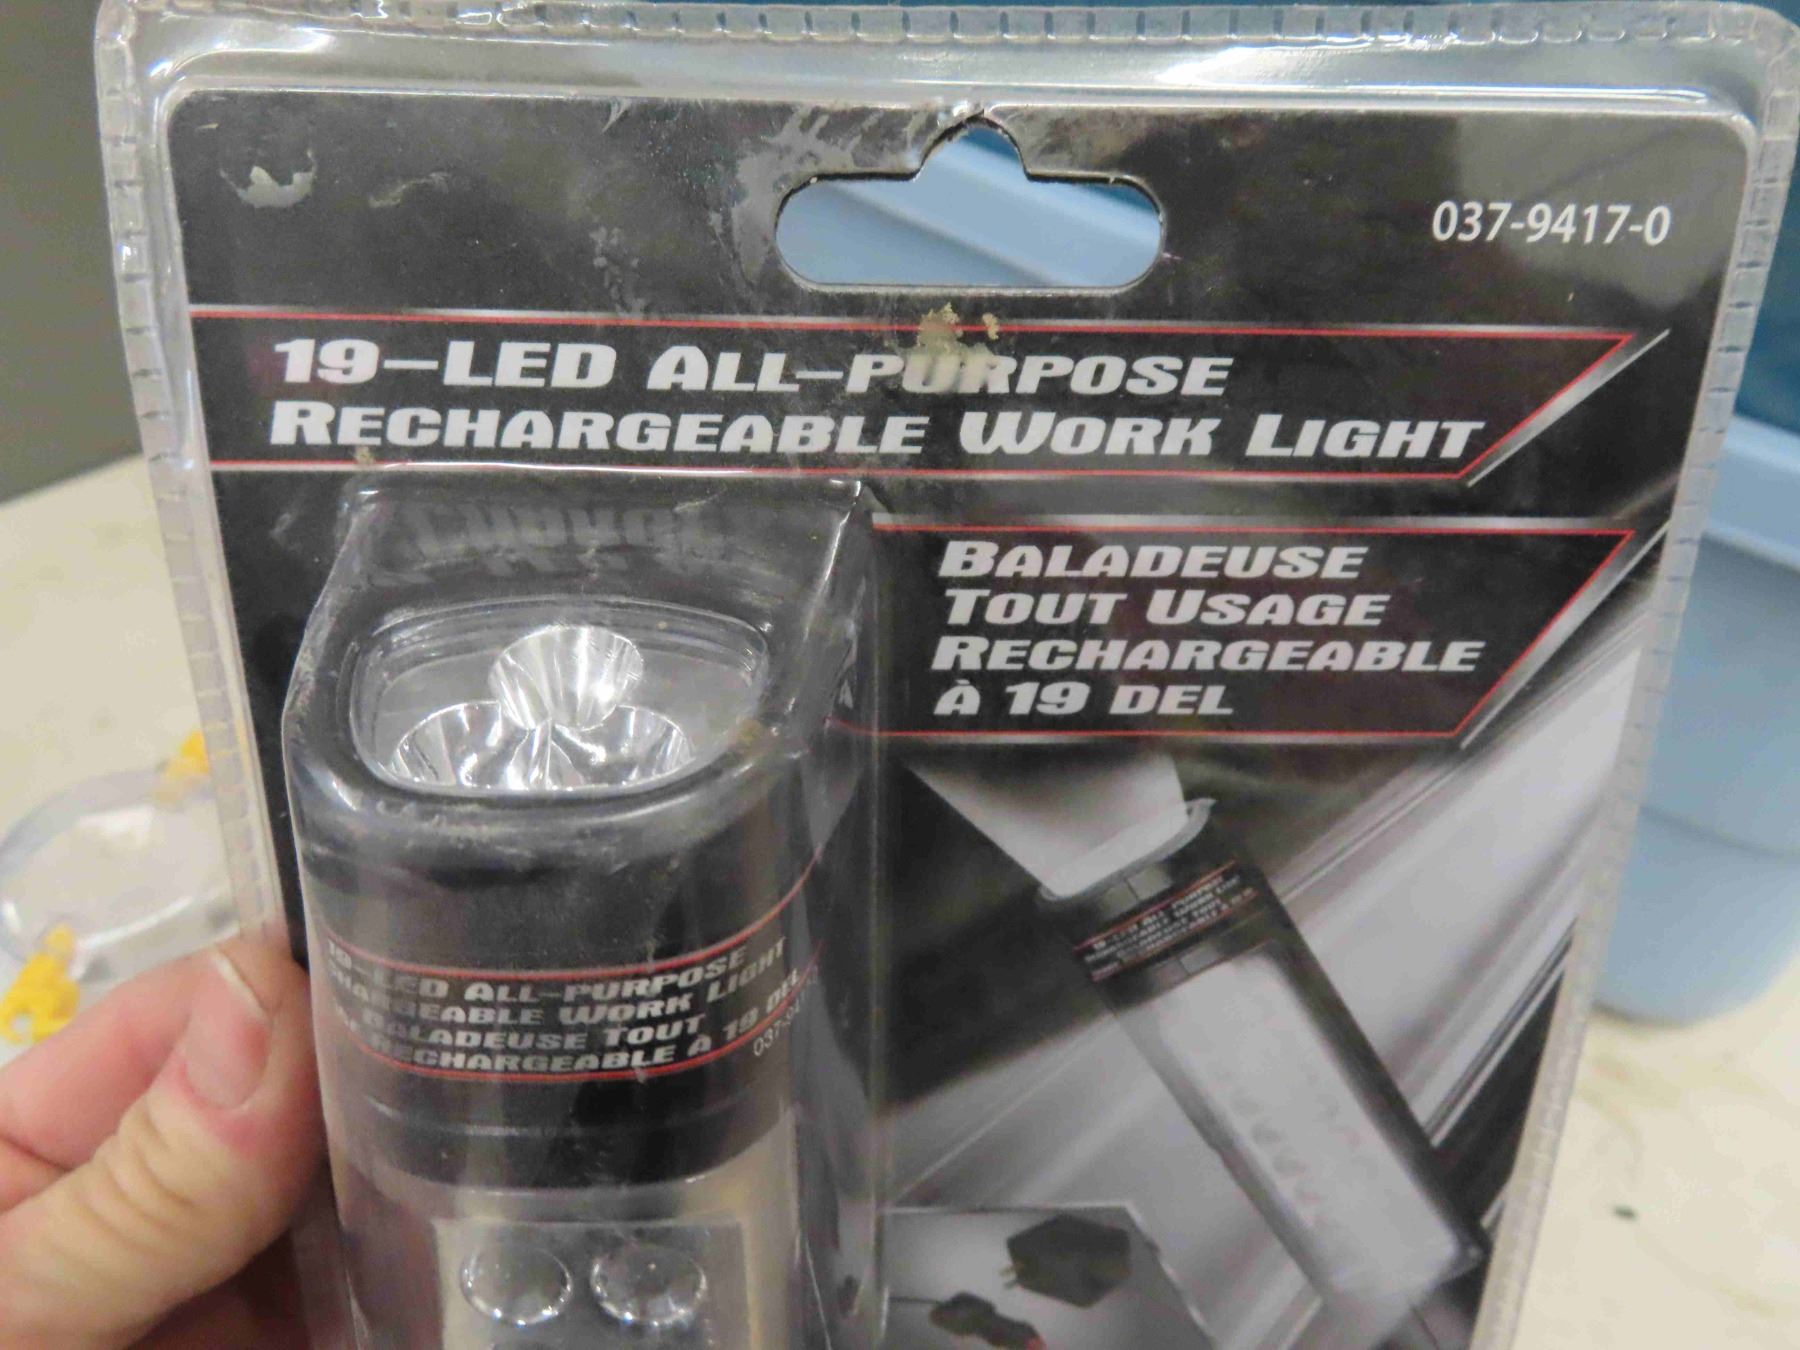 037-9417-0
19-LED ALL-PURPOSE
RECHARGEABLE WORK LIGHT
BALADEUSE
TOUT USAGE
RECHARGEABLE
À 19 DEL
19-LED ALL-PURPOSE
WORK LIGHT
BALADEUSE TOUT
RECHARGEABLE À 19 DEL